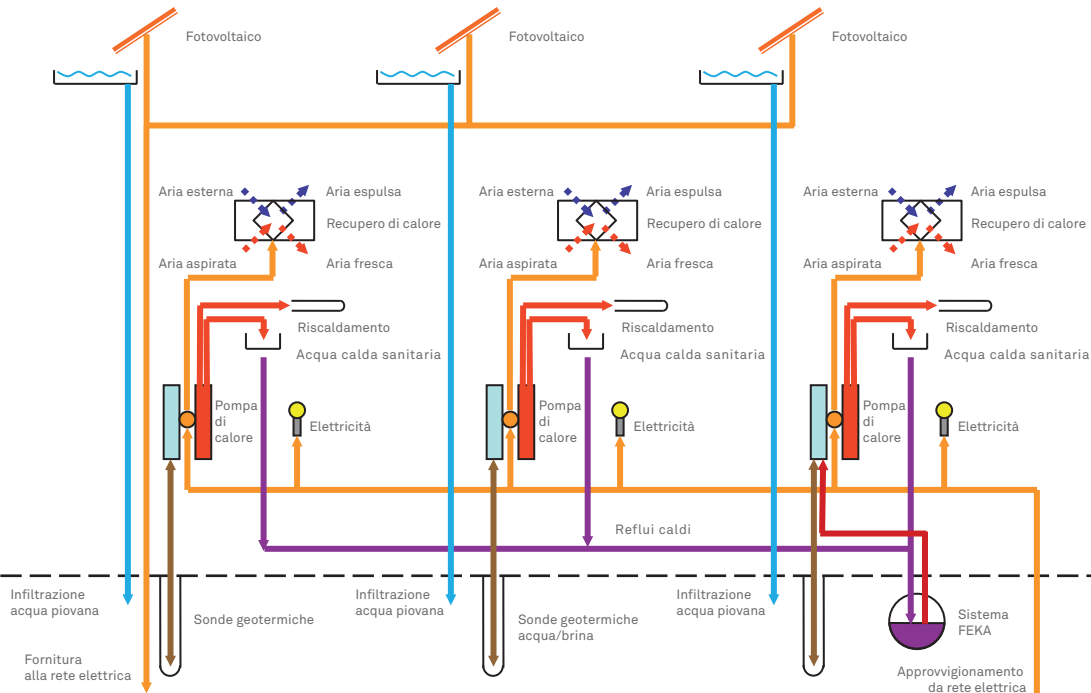 Fotovoltaico
Fotovoltaico
Fotovoltaico
Aria esterna
Aria espulsa
Recupero di calore
Aria aspirata
Aria fresca
Aria esterna
Aria espulsa
Recupero di calore
Aria aspirata
Aria fresca
Aria esterna
Aria espulsa
Recupero di calore
Aria aspirata
Aria fresca
Riscaldamento
Acqua calda sanitaria
Riscaldamento
Acqua calda sanitaria
Riscaldamento
Acqua calda sanitaria
Pompa
di
calore
Elettricità
Pompa
di
calore
Elettricità
Pompa
di
calore
Elettricità
Reflui caldi
Infiltrazione
acqua piovana
Sonde geotermiche
Infiltrazione
acqua piovana
Sonde geotermiche
acqua/brina
Infiltrazione
acqua piovana
Sistema
FEKA
Fornitura
alla rete elettrica
Approvvigionamento
da rete elettrica